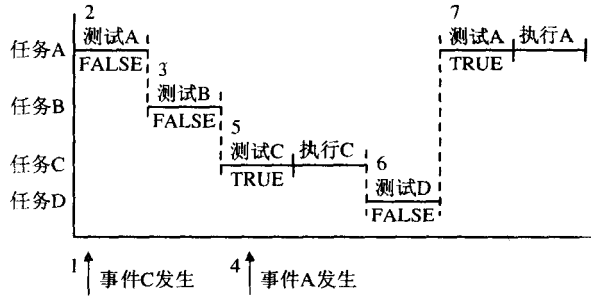 2 7
任务A 测试A 测试A 执行A
FALSE TRUE
3
任务B 测试B
FALSE
5
任务C 测试C 执行C 6
TRUE
任务D 测试D
FALSE
1 事件C发生 4 事件A发生